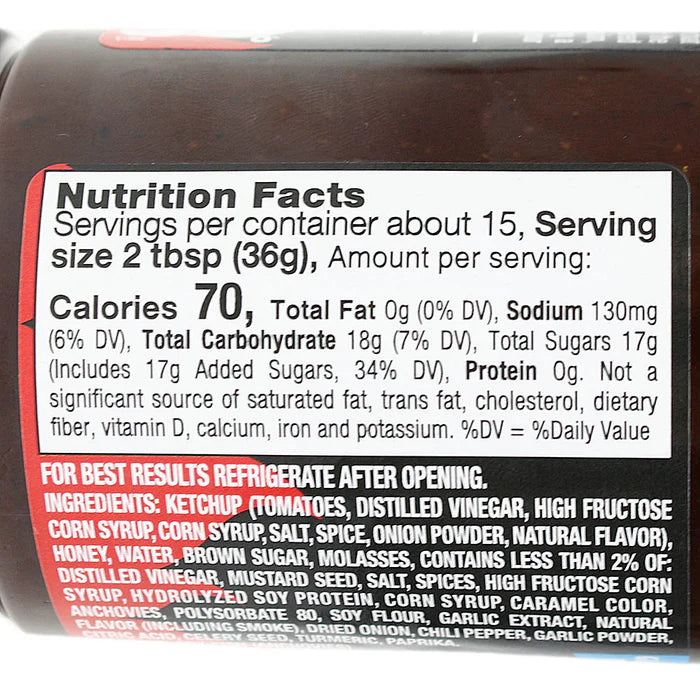 Nutrition Facts
Servings per container about 15, Serving
size 2 tbsp (36g), Amount per serving:
Calories 70, Total Fat 0g (0% DV), Sodium 130mg
(6% DV), Total Carbohydrate 18g (7% DV), Total Sugars 17g
(Includes 17g Added Sugars, 34% DV), Protein 0g. Not a
significant source of saturated fat, trans fat, cholesterol, dietary
fiber, vitamin D, calcium, iron and potassium. %DV = %Daily Value
FOR BEST RESULTS REFRIGERATE AFTER OPENING.
INGREDIENTS: KETCHUP (TOMATOES, DISTILLED VINEGAR, HIGH FRUCTOSE
CORN SYRUP, CORN SYRUP, SALT, SPICE, ONION POWDER, NATURAL FLAVOR),
HONEY, WATER, BROWN SUGAR, MOLASSES, CONTAINS LESS THAN 2% OF:
DISTILLED VINEGAR, MUSTARD SEED, SALT, SPICES, HIGH FRUCTOSE CORN
SYRUP, HYDROLYZED SOY PROTEIN, CORN SYRUP, CARAMEL COLOR,
ANCHOVIES, POLYSORBATE 80, SOY FLOUR, GARLIC EXTRACT, NATURAL
FLAVOR (INCLUDING SMOKE), DRIED ONION, CHILI PEPPER, GARLIC POWDER,
CITRIC ACID, CELERY SEED, TURMERIC, PAPRIKA.